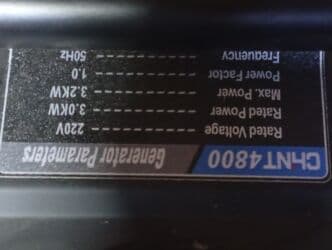 CHNT4800 Generator Parameters
Rated Voltage ------------ 220V
Rated Power ------------ 3.0KW
Max. Power ------------ 3.2KW
Power Factor ------------ 1.0
Frequency ------------ 50Hz